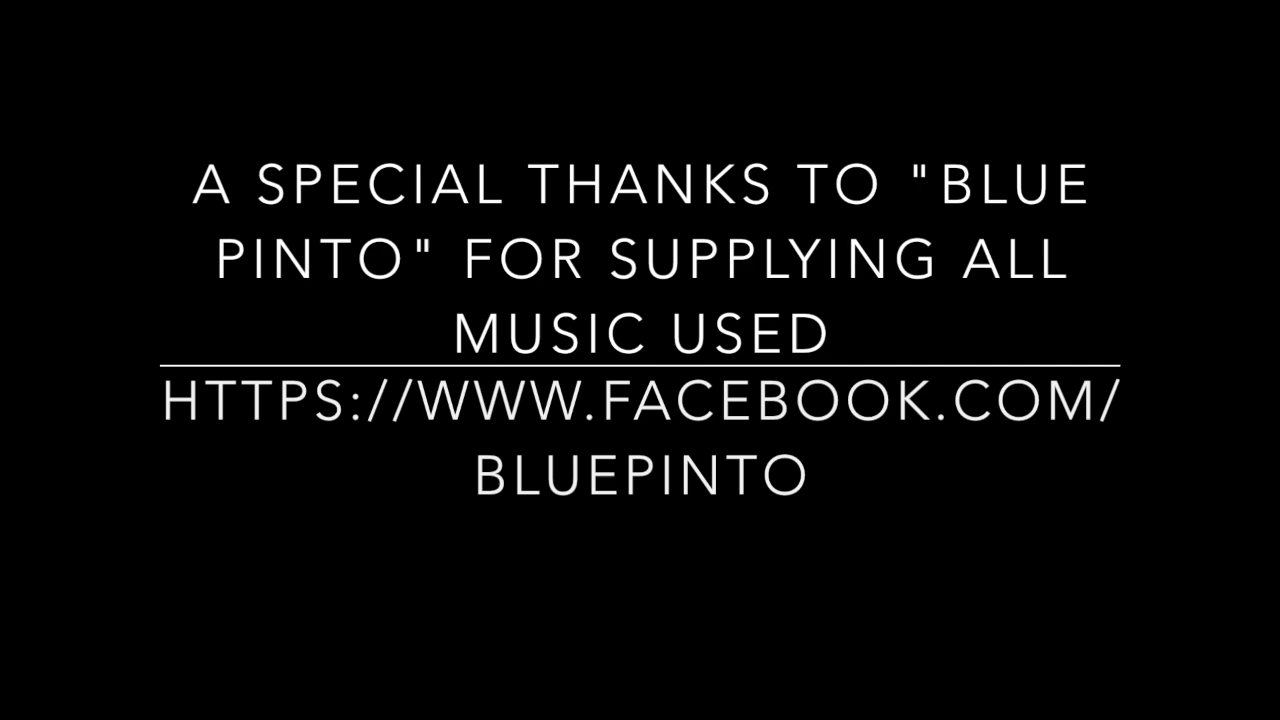 A SPECIAL THANKS TO "BLUE
PINTO" FOR SUPPLYING ALL
MUSIC USED
HTTPS://WWW.FACEBOOK.COM/
BLUEPINTO